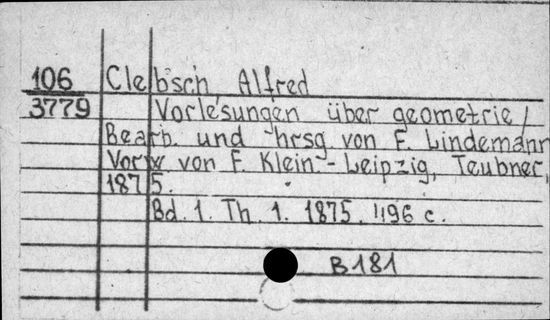 106 Clebsch, Alfred
3779 Vorlesungen über geometrie /
Bearb. und hrsg von F. Lindemann
Vorw von F. Klein - Leipzig, Teubner,
1875.
Bd. 1. Th. 1. 1875. 496 c.
B181